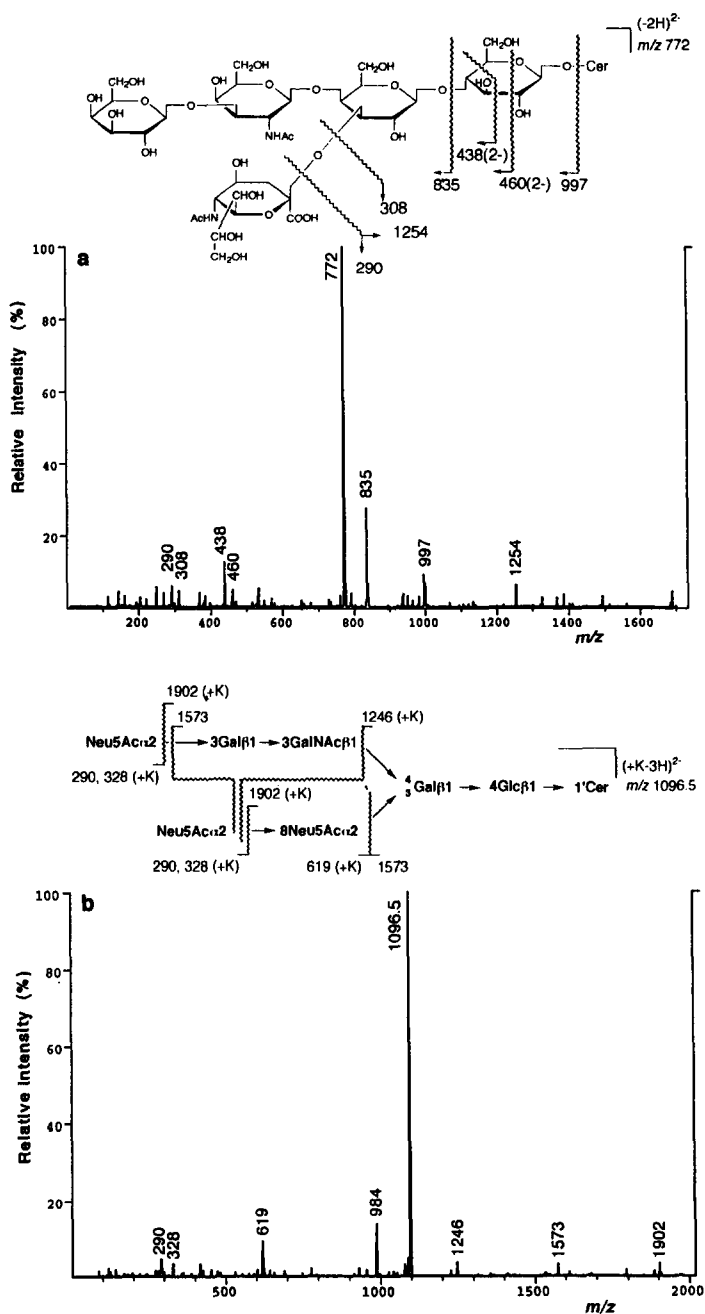 (-2H)2-
m/z 772
CH2OH
CH2OH
CH2OH
CH2OH
OH
OH
O
O
O
O
O
O
O
O
Cer
OH
OH
NHAc
OH
HO
OH
438(2-)
835
460(2-)
997
O
OH
AcN
H
CHOH
O
COOH
CHOH
CH2OH
308
1254
290
a
Relative Intensity (%)
100
80
60
40
20
290
308
438
460
772
835
997
1254
200
400
600
800
1000
1200
1400
1600
m/z
1902 (+K)
1573
1246 (+K)
Neu5Acα2
3Galβ1
3GalNAcβ1
(+K-3H)2-
m/z 1096.5
290, 328 (+K)
1902 (+K)
4
3
Galβ1
4Glcβ1
1'Cer
Neu5Acα2
8Neu5Acα2
290, 328 (+K)
619 (+K)
1573
b
Relative Intensity (%)
100
80
60
40
20
290
328
619
984
1096.5
1246
1573
1902
500
1000
1500
2000
m/z